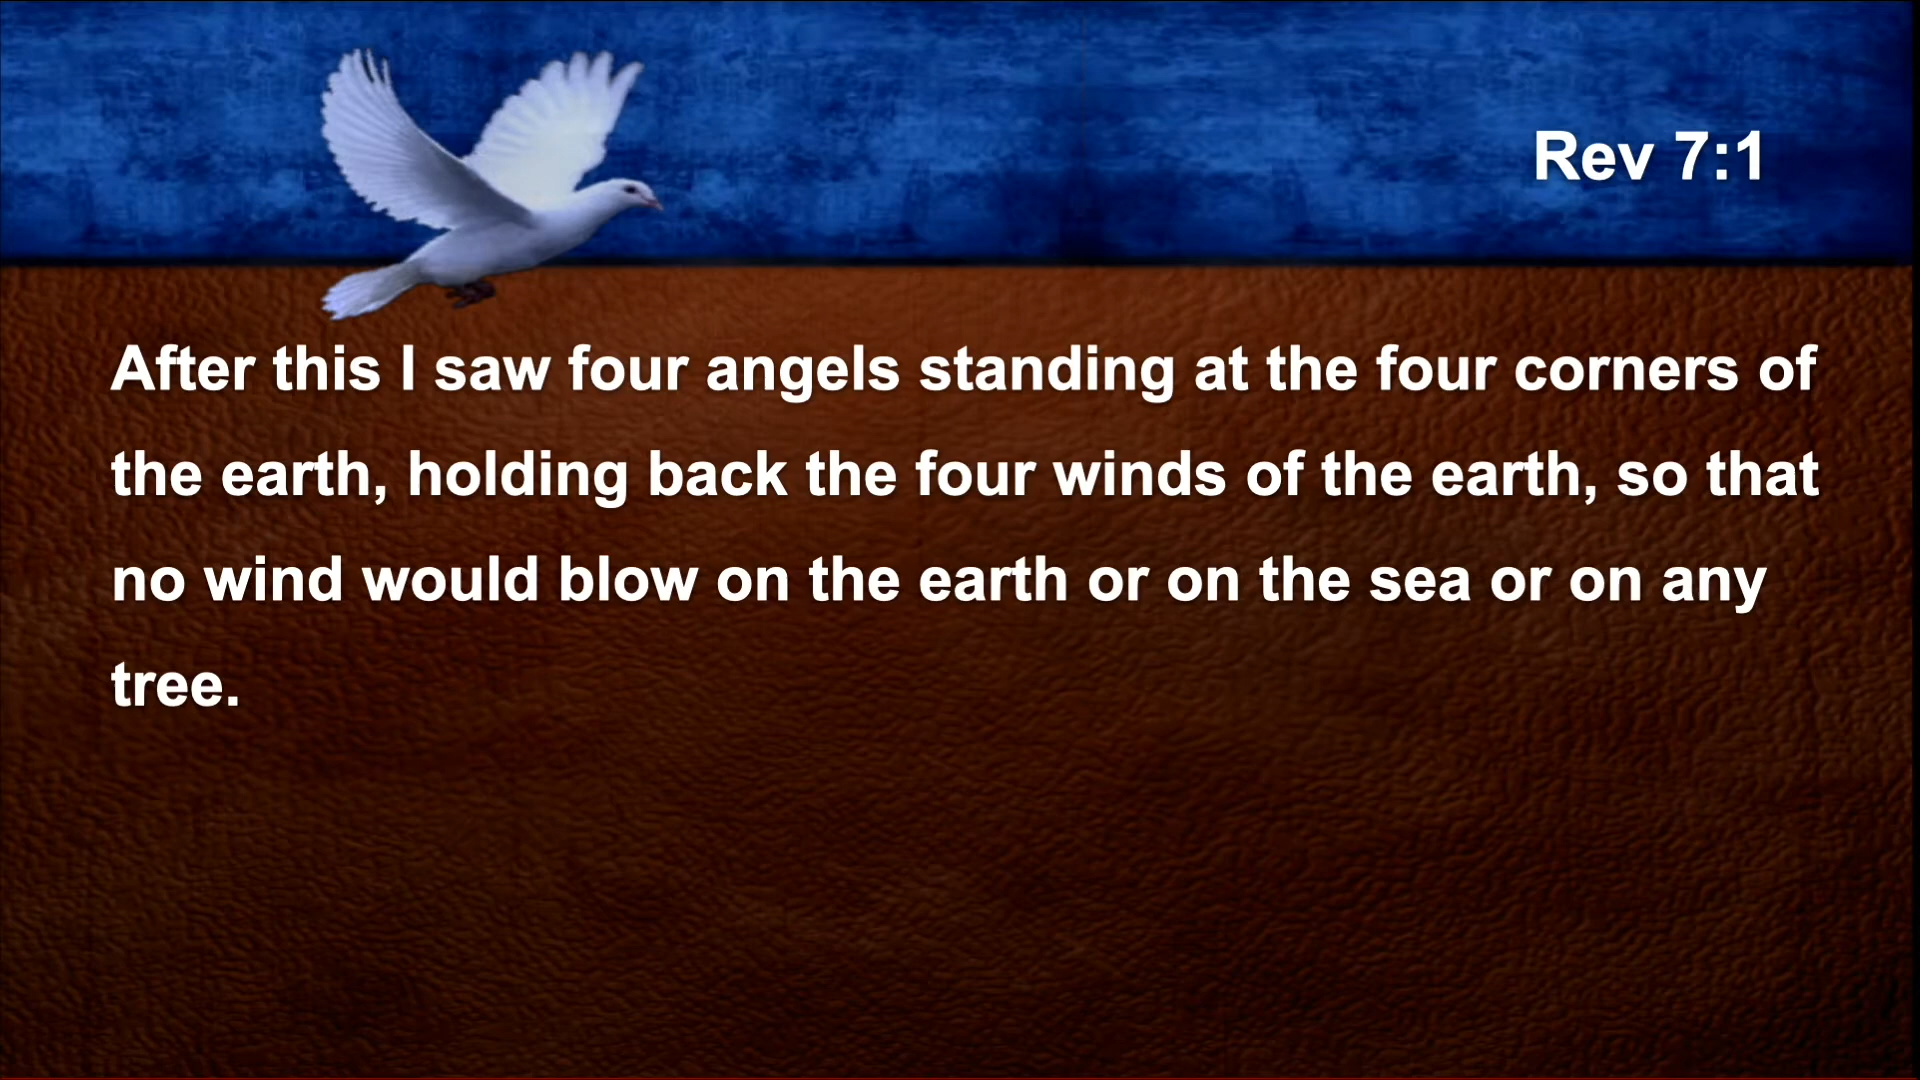 Rev 7:1
After this I saw four angels standing at the four corners of
the earth, holding back the four winds of the earth, so that
no wind would blow on the earth or on the sea or on any
tree.